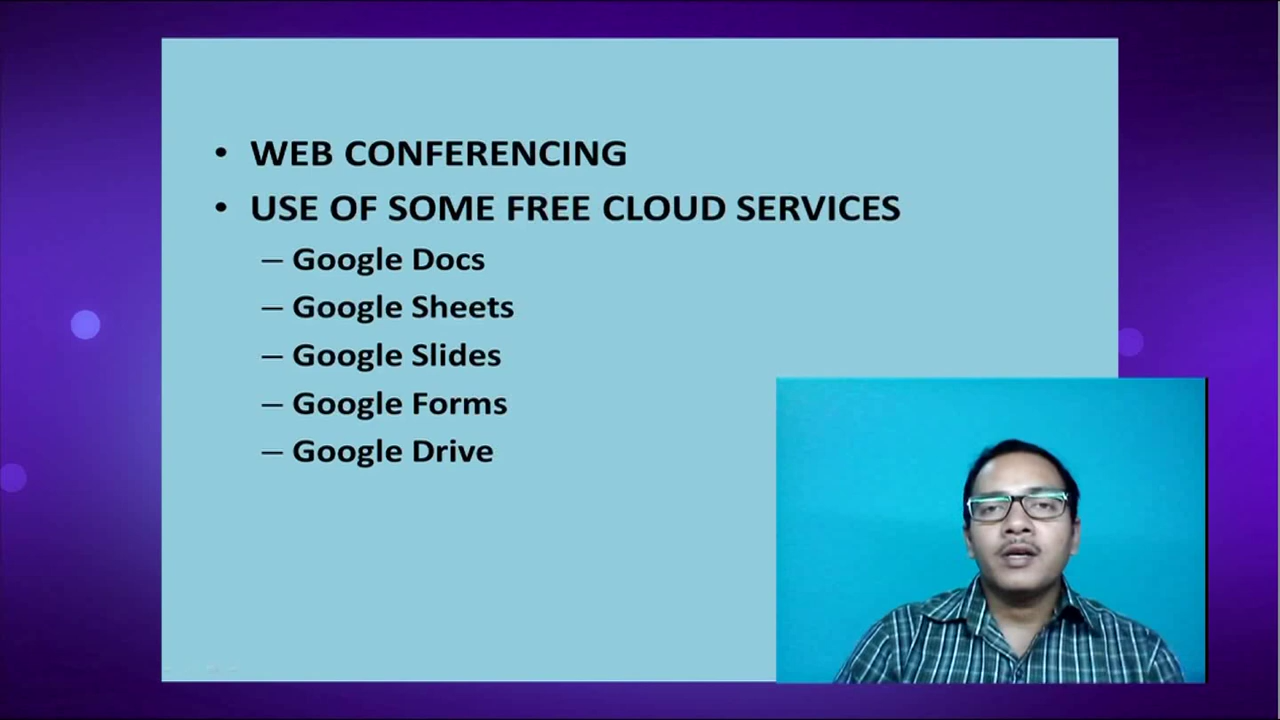 • WEB CONFERENCING
• USE OF SOME FREE CLOUD SERVICES
– Google Docs
– Google Sheets
– Google Slides
– Google Forms
– Google Drive